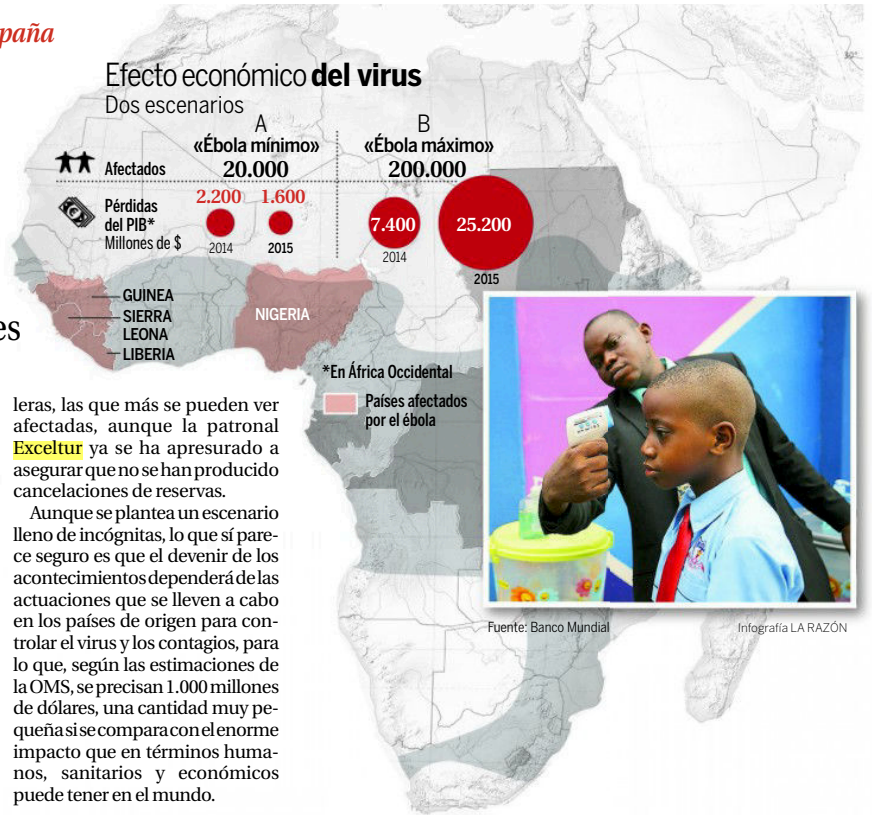 paña
Efecto económico del virus
Dos escenarios
A
«Ébola mínimo»
B
«Ébola máximo»
Afectados
20.000
200.000
Pérdidas
del PIB*
Millones de $
2.200
2014
1.600
2015
7.400
2014
25.200
2015
GUINEA
SIERRA
LEONA
LIBERIA
NIGERIA
*En África Occidental
Países afectados
por el ébola
es
leras, las que más se pueden ver
afectadas, aunque la patronal
Exceltur ya se ha apresurado a
asegurar que no se han producido
cancelaciones de reservas.
Aunque se plantea un escenario
lleno de incógnitas, lo que sí pare-
ce seguro es que el devenir de los
acontecimientos dependerá de las
actuaciones que se lleven a cabo
en los países de origen para con-
trolar el virus y los contagios, para
lo que, según las estimaciones de
la OMS, se precisan 1.000 millones
de dólares, una cantidad muy pe-
queña si se compara con el enorme
impacto que en términos huma-
nos, sanitarios y económicos
puede tener en el mundo.
Fuente: Banco Mundial
Infografía LA RAZÓN